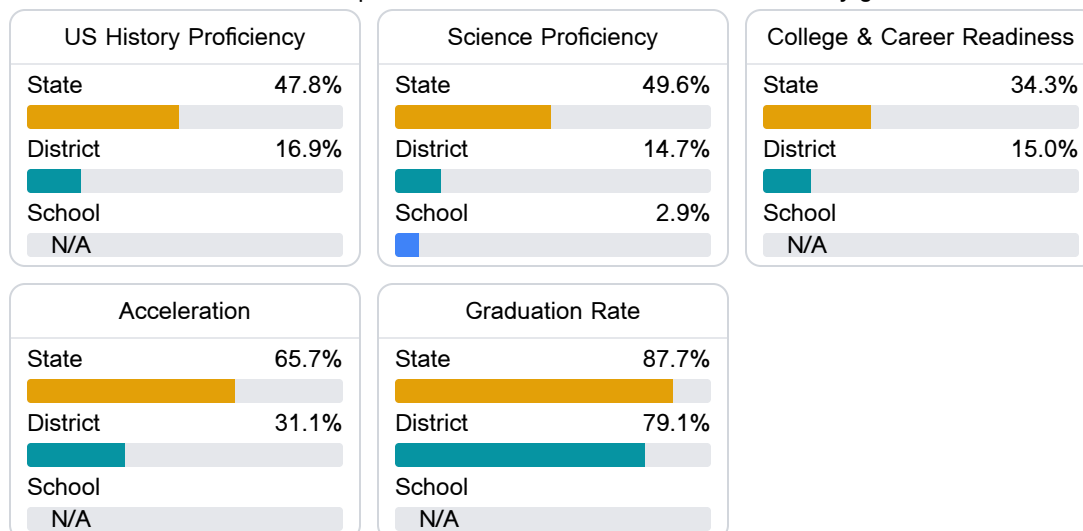 US History Proficiency
State 47.8%
District 16.9%
School
N/A
Science Proficiency
State 49.6%
District 14.7%
School 2.9%
College & Career Readiness
State 34.3%
District 15.0%
School
N/A
Acceleration
State 65.7%
District 31.1%
School
N/A
Graduation Rate
State 87.7%
District 79.1%
School
N/A